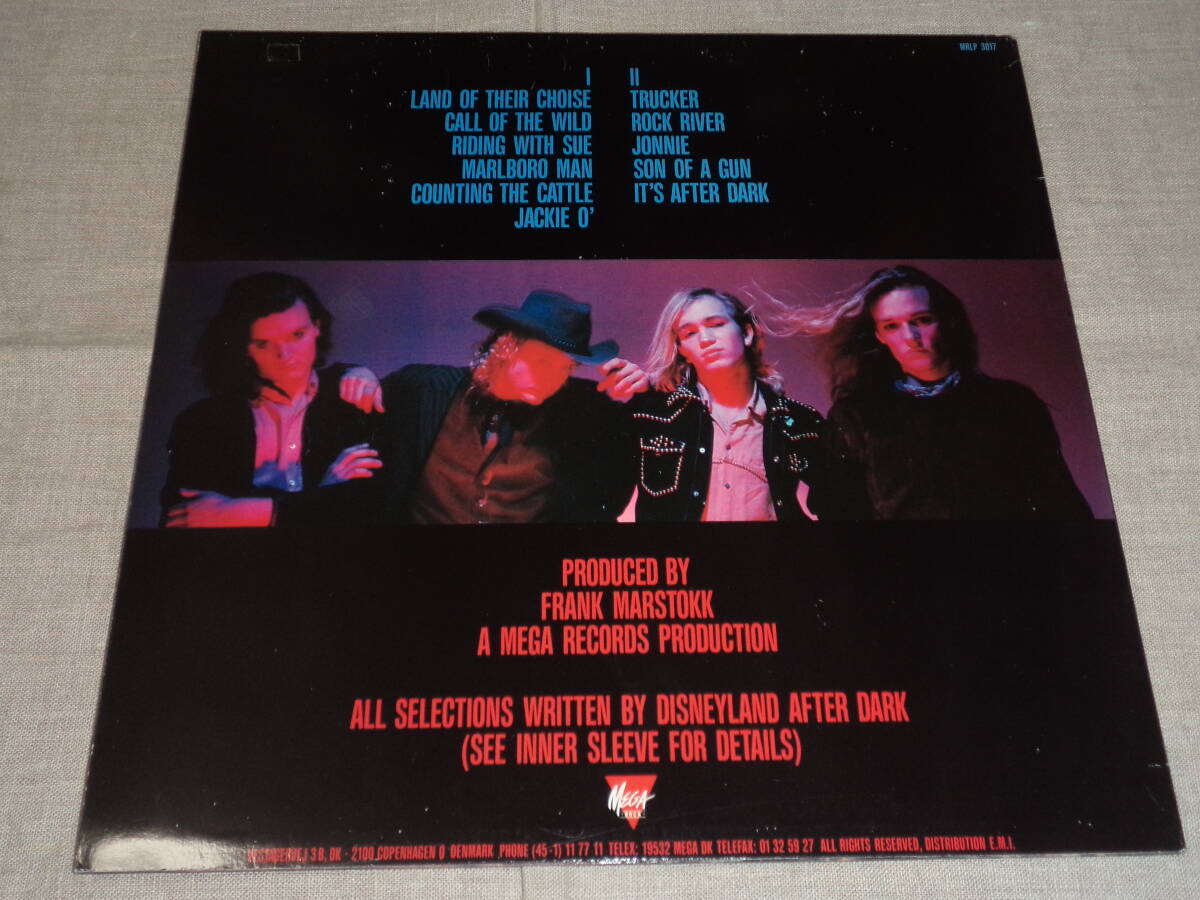 MRLP 3017
I
LAND OF THEIR CHOISE
CALL OF THE WILD
RIDING WITH SUE
MARLBORO MAN
COUNTING THE CATTLE
JACKIE O'
II
TRUCKER
ROCK RIVER
JONNIE
SON OF A GUN
IT'S AFTER DARK
PRODUCED BY
FRANK MARSTOKK
A MEGA RECORDS PRODUCTION
ALL SELECTIONS WRITTEN BY DISNEYLAND AFTER DARK
(SEE INNER SLEEVE FOR DETAILS)
MEGA
3 B, DK - 2100 COPENHAGEN Ø DENMARK PHONE (45-1) 11 77 11 TELEX: 19532 MEGA DK TELEFAX: 01 32 59 27 ALL RIGHTS RESERVED, DISTRIBUTION E.M.I.